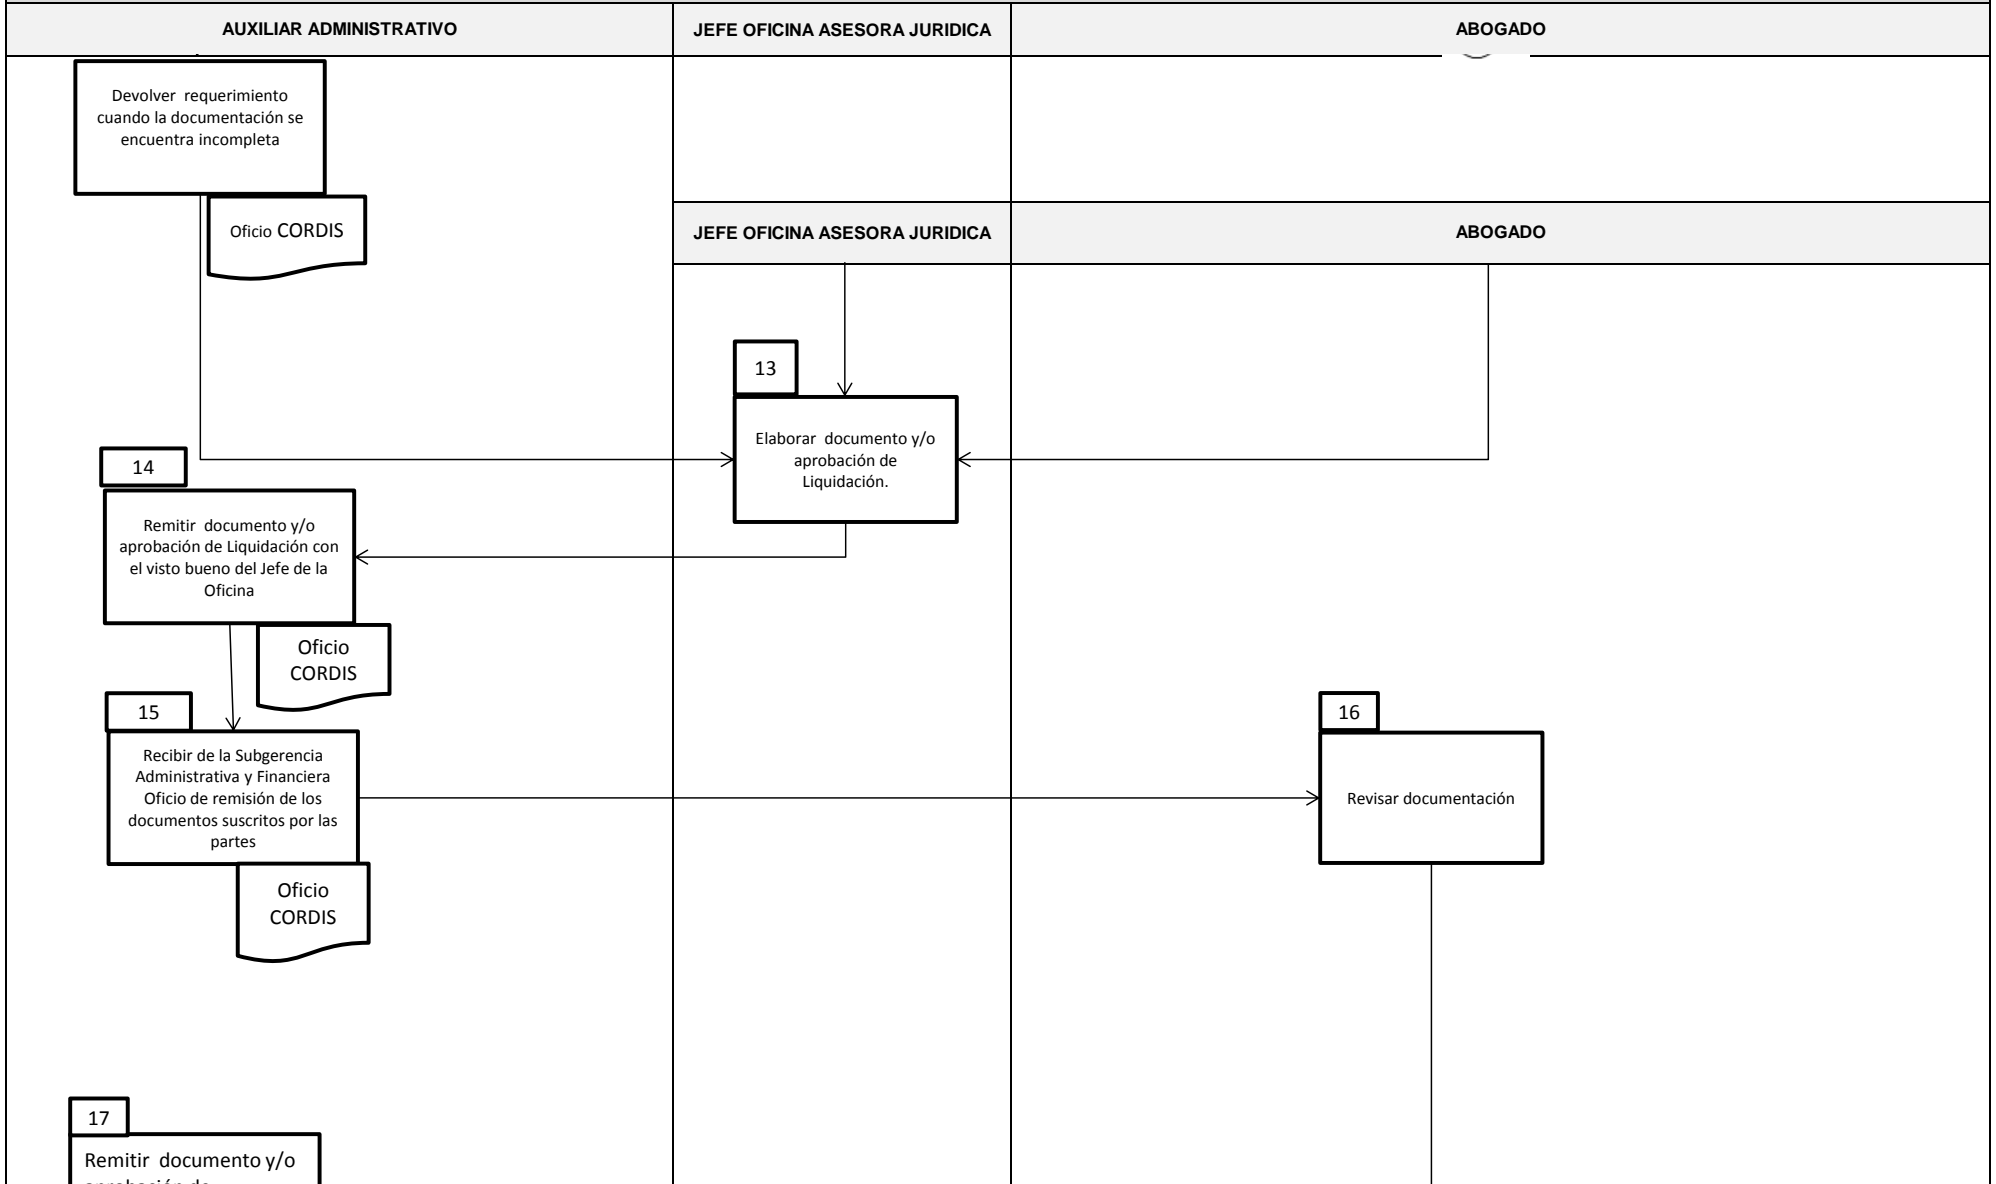 AUXILIAR ADMINISTRATIVO
JEFE OFICINA ASESORA JURIDICA
ABOGADO
Devolver requerimiento
cuando la documentación se
encuentra incompleta
Oficio CORDIS
JEFE OFICINA ASESORA JURIDICA
ABOGADO
13
Elaborar documento y/o
aprobación de
Liquidación.
14
Remitir documento y/o
aprobación de Liquidación con
el visto bueno del Jefe de la
Oficina
Oficio
CORDIS
15
Recibir de la Subgerencia
Administrativa y Financiera
Oficio de remisión de los
documentos suscritos por las
partes
Oficio
CORDIS
16
Revisar documentación
17
Remitir documento y/o
aprobación de